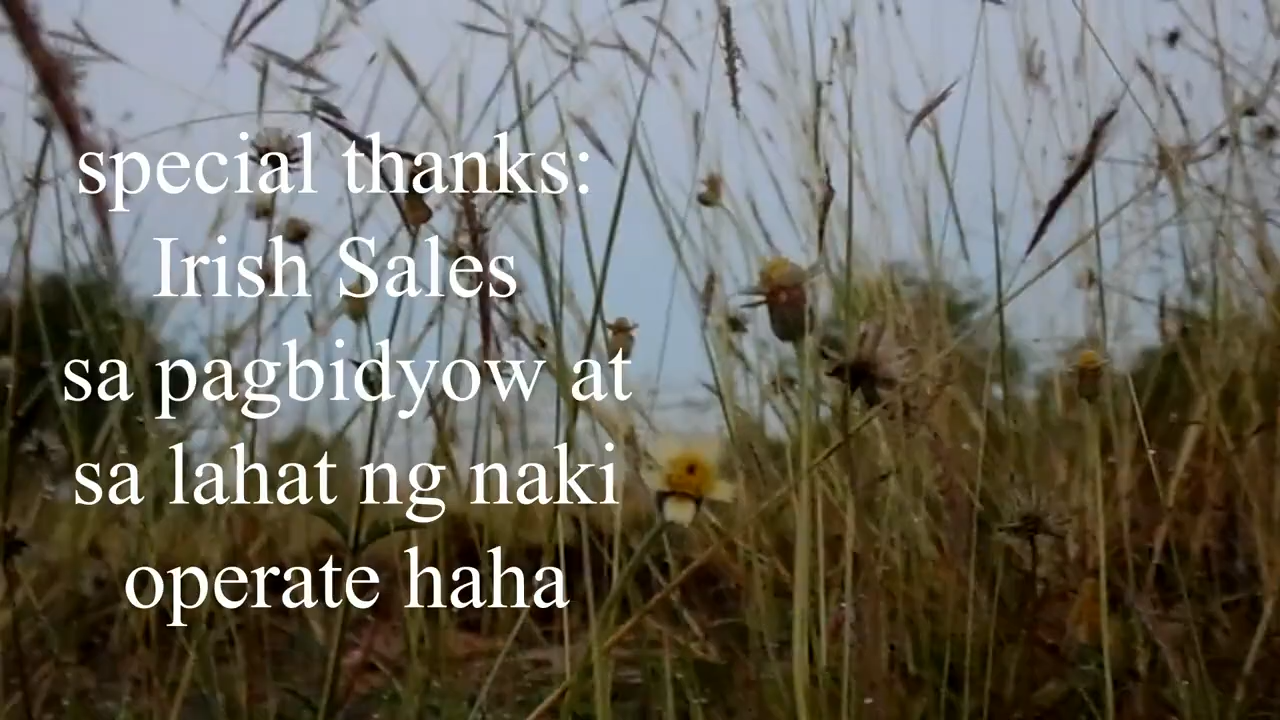 special thanks:
Irish Sales
sa pagbidyow at
sa lahat ng naki
operate haha